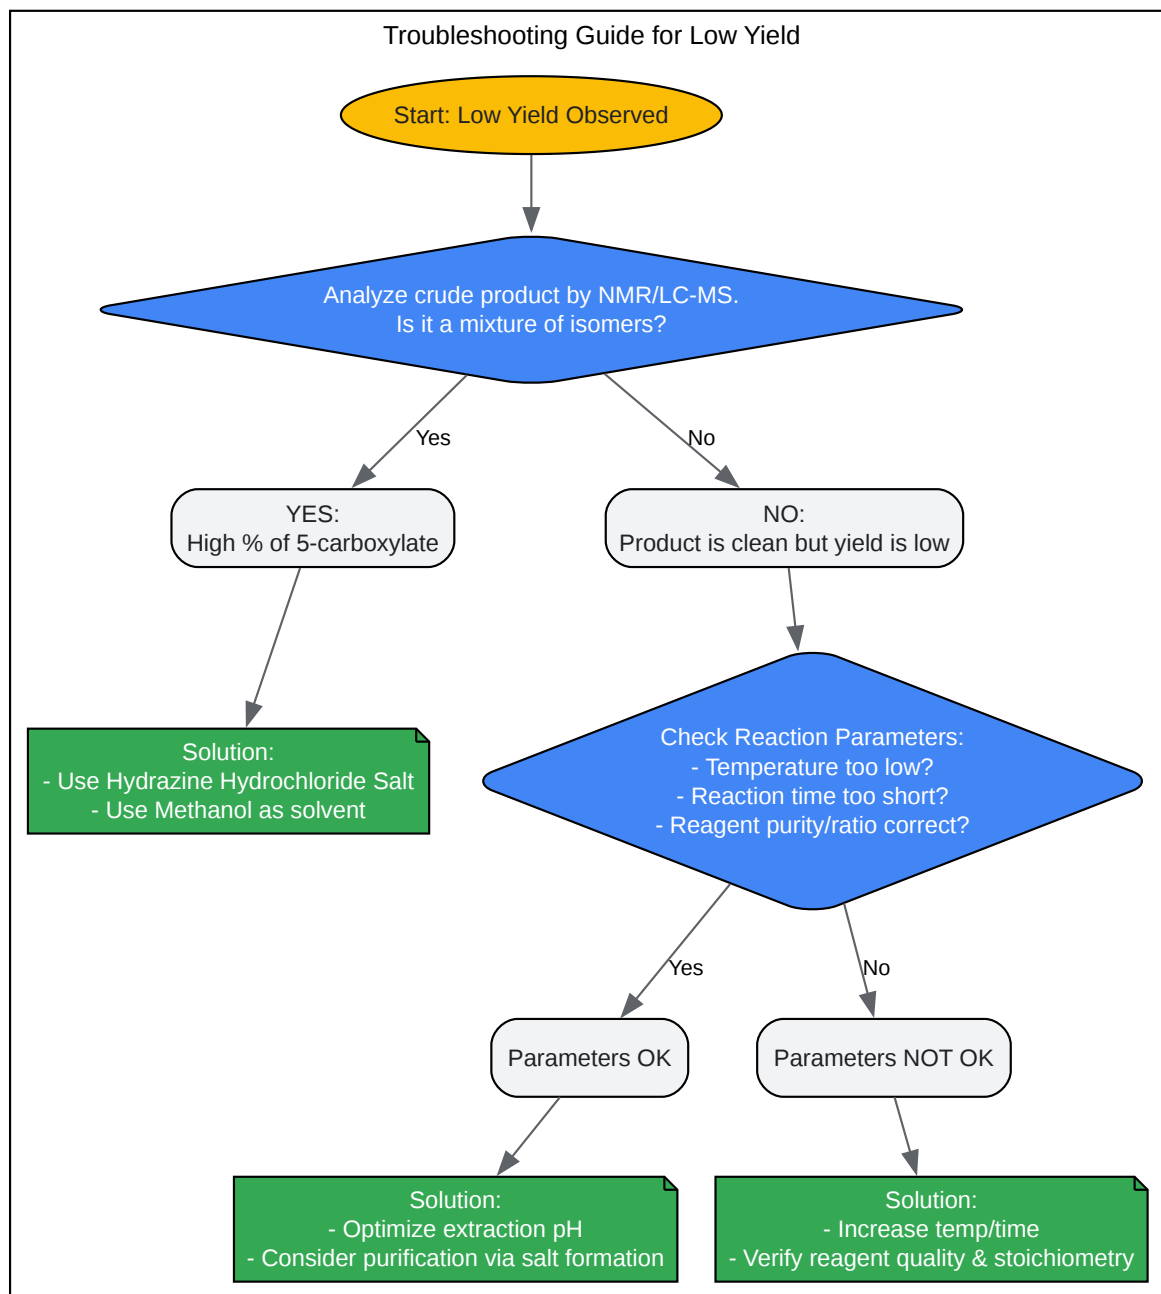 Troubleshooting Guide for Low Yield
Start: Low Yield Observed
Analyze crude product by NMR/LC-MS.
Is it a mixture of isomers?
Yes
No
YES:
High % of 5-carboxylate
NO:
Product is clean but yield is low
Solution:
- Use Hydrazine Hydrochloride Salt
- Use Methanol as solvent
Check Reaction Parameters:
- Temperature too low?
- Reaction time too short?
- Reagent purity/ratio correct?
Yes
No
Parameters OK
Parameters NOT OK
Solution:
- Optimize extraction pH
- Consider purification via salt formation
Solution:
- Increase temp/time
- Verify reagent quality & stoichiometry